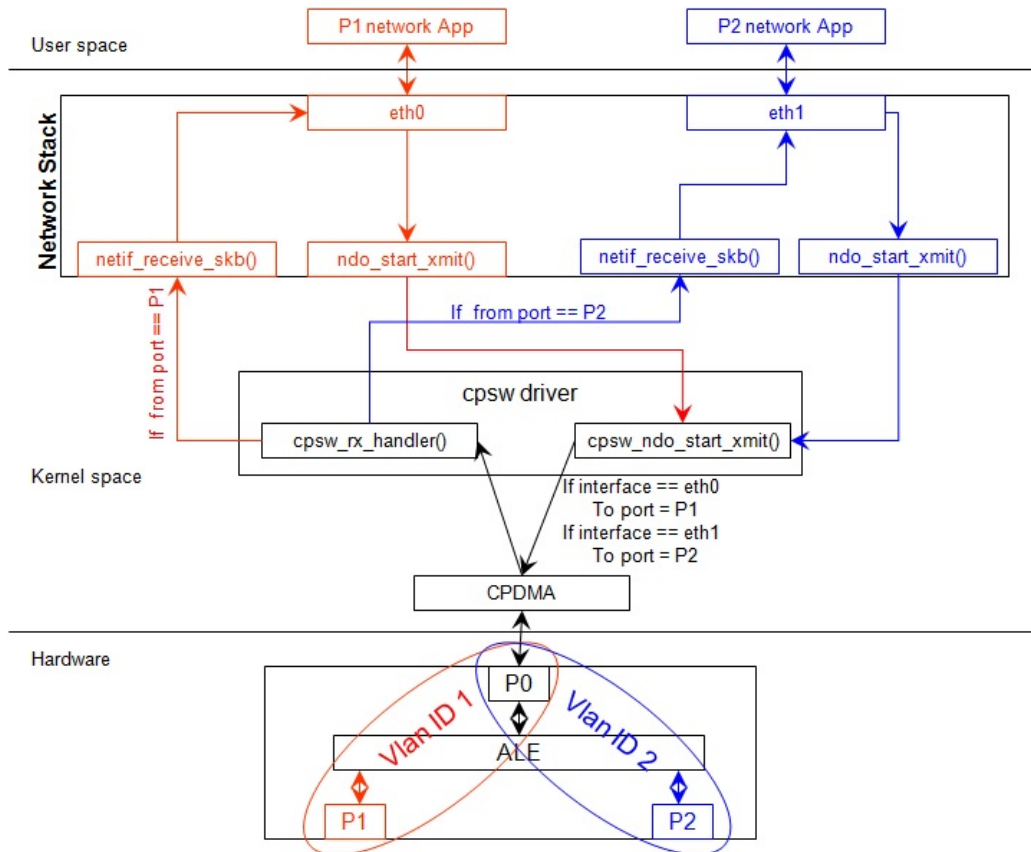 P1 network App
P2 network App
User space
Network Stack
eth0
eth1
netif_receive_skb()
ndo_start_xmit()
netif_receive_skb()
ndo_start_xmit()
If from port == P1
If from port == P2
cpsw driver
cpsw_rx_handler()
cpsw_ndo_start_xmit()
Kernel space
If interface == eth0
To port = P1
If interface == eth1
To port = P2
CPDMA
Hardware
P0
Vlan ID 1
Vlan ID 2
ALE
P1
P2